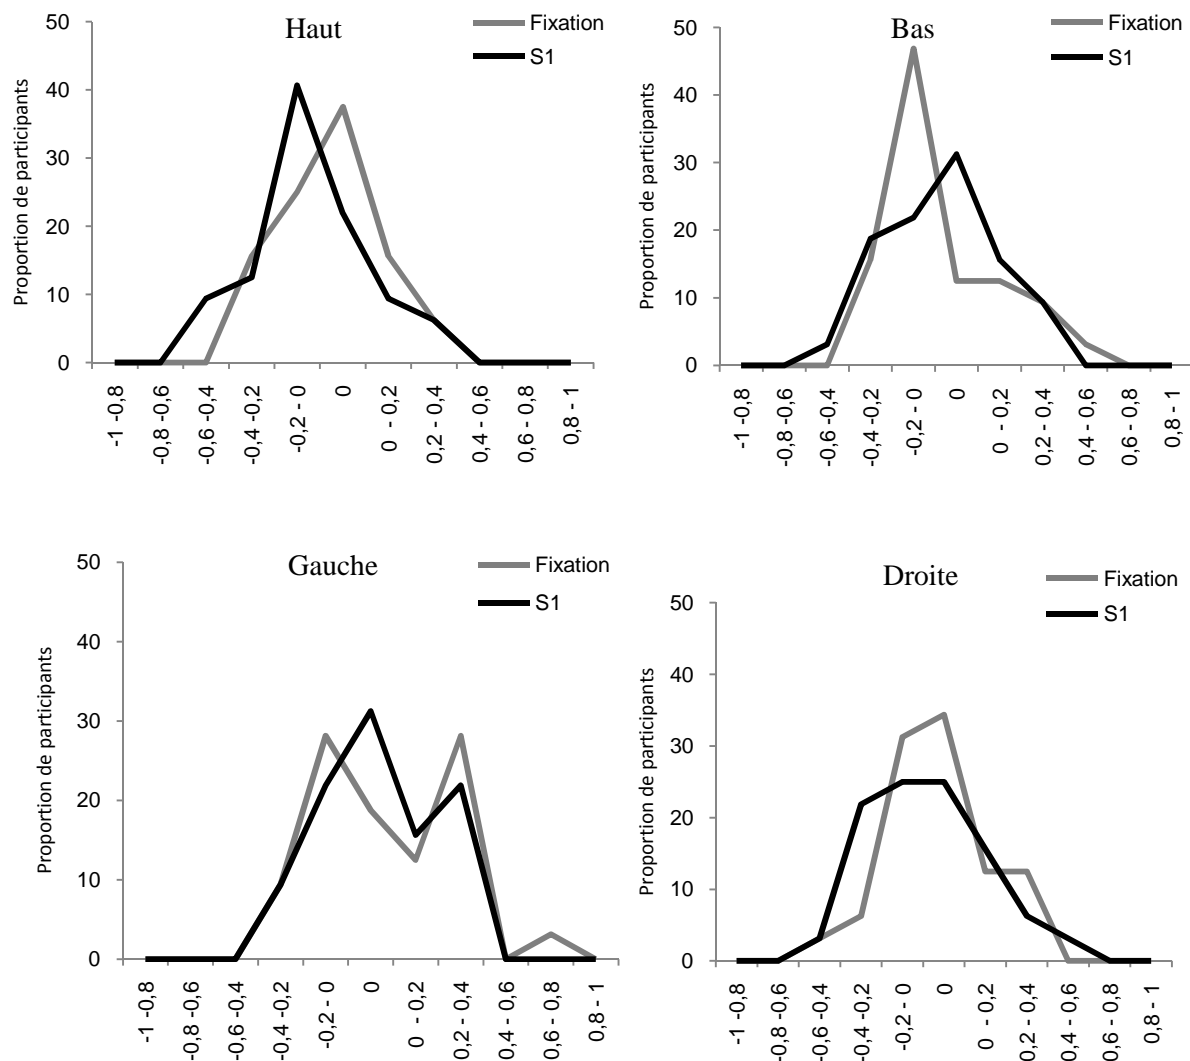 Haut
Fixation
S1
Proportion de participants
50
40
30
20
10
0
-1 -0,8
-0,8 -0,6
-0,6 -0,4
-0,4 -0,2
-0,2 - 0
0
0 - 0,2
0,2 - 0,4
0,4 - 0,6
0,6 - 0,8
0,8 - 1
Bas
Fixation
S1
Proportion de participants
50
40
30
20
10
0
-1 -0,8
-0,8 -0,6
-0,6 -0,4
-0,4 -0,2
-0,2 - 0
0
0 - 0,2
0,2 - 0,4
0,4 - 0,6
0,6 - 0,8
0,8 - 1
Gauche
Fixation
S1
Proportion de participants
50
40
30
20
10
0
-1 -0,8
-0,8 -0,6
-0,6 -0,4
-0,4 -0,2
-0,2 - 0
0
0 - 0,2
0,2 - 0,4
0,4 - 0,6
0,6 - 0,8
0,8 - 1
Droite
Fixation
S1
Proportion de participants
50
40
30
20
10
0
-1 -0,8
-0,8 -0,6
-0,6 -0,4
-0,4 -0,2
-0,2 - 0
0
0 - 0,2
0,2 - 0,4
0,4 - 0,6
0,6 - 0,8
0,8 - 1